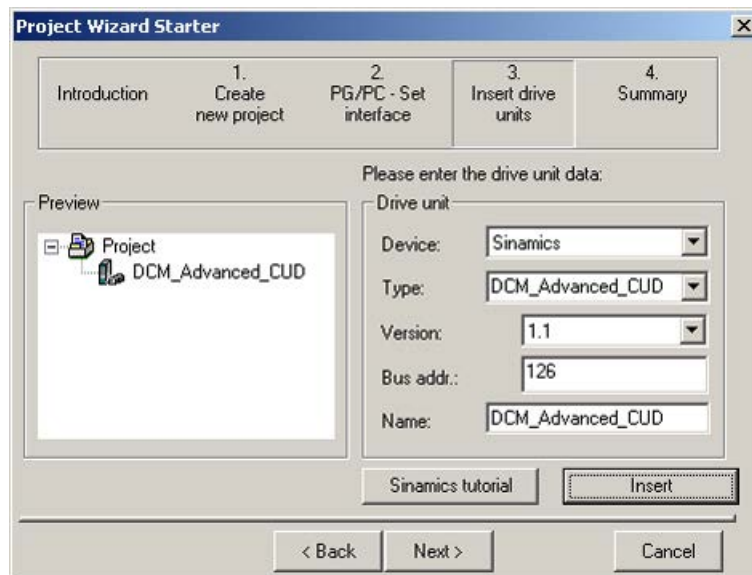 Project Wizard Starter
Introduction
1.
Create
new project
2.
PG/PC - Set
interface
3.
Insert drive
units
4.
Summary
Please enter the drive unit data:
Preview
Project
DCM_Advanced_CUD
Drive unit
Device: Sinamics
Type: DCM_Advanced_CUD
Version: 1.1
Bus addr.: 126
Name: DCM_Advanced_CUD
Sinamics tutorial Insert
< Back Next > Cancel